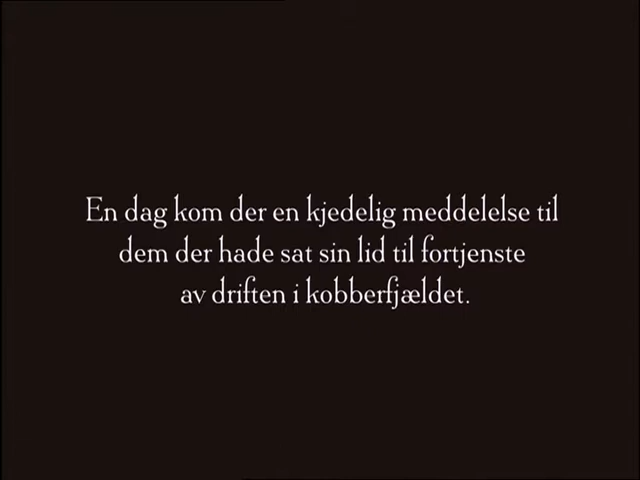 En dag kom der en kjedelig meddelelse til
dem der hade sat sin lid til fortjenste
av driften i kobberfjældet.